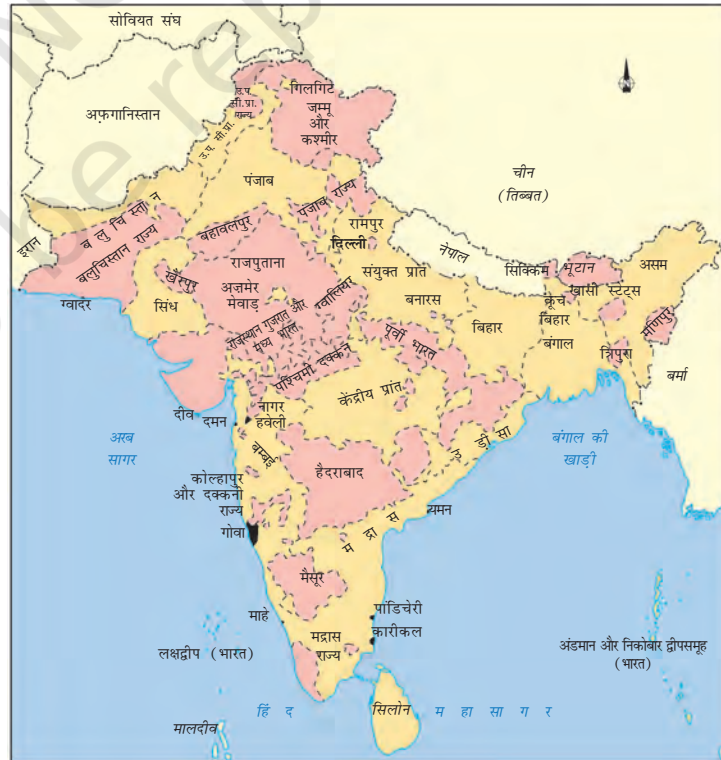 सोवियत संघ
उ.प.
सी.प्रा.
राज्य
गिलगिट
जम्मू
और
कश्मीर
अफ़गानिस्तान
उ.प. सी.प्रा.
N
चीन
(तिब्बत)
पंजाब
पंजाब राज्य
ईरान
बलुचिस्तान
बलुचिस्तान राज्य
बहावलपुर
रामपुर
दिल्ली
नेपाल
राजपुताना
संयुक्त प्रांत
सिक्किम
भूटान
असम
ग्वादर
खैरपुर
अजमेर
मेवाड़
ग्वालियर
बनारस
कूच
बिहार
खासी स्टेट्स
सिंध
राजस्थान गुजरात और
मध्य भारत
पूर्वी भारत
बिहार
बंगाल
मणिपुर
त्रिपुरा
पश्चिमी दक्कन
केंद्रीय प्रांत
बर्मा
दीव दमन
नागर
हवेली
अरब
सागर
बम्बई
उड़ीसा
बंगाल की
खाड़ी
हैदराबाद
कोल्हापुर
और दक्कनी
राज्य
गोवा
मद्रास
यमन
मैसूर
माहे
पांडिचेरी
कारीकल
लक्षद्वीप (भारत)
मद्रास
राज्य
अंडमान और निकोबार द्वीपसमूह
(भारत)
मालदीव
हिंद महासागर
सिलोन